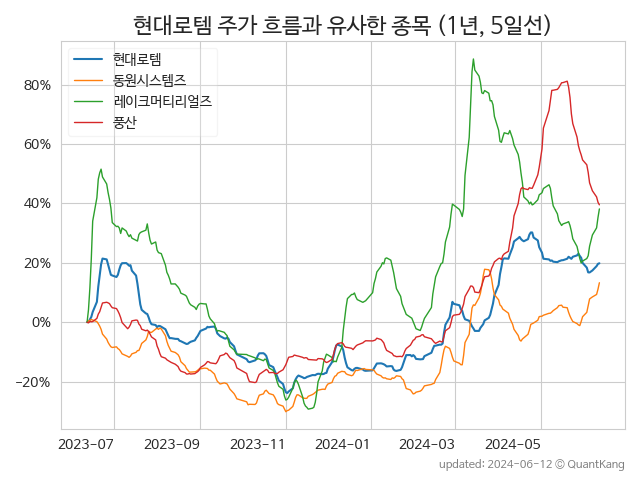 현대로템 주가 흐름과 유사한 종목 (1년, 5일선)
현대로템
동원시스템즈
레이크머티리얼즈
풍산
80%
60%
40%
20%
0%
−20%
2023-07 2023-09 2023-11 2024-01 2024-03 2024-05
updated: 2024-06-12 © QuantKang